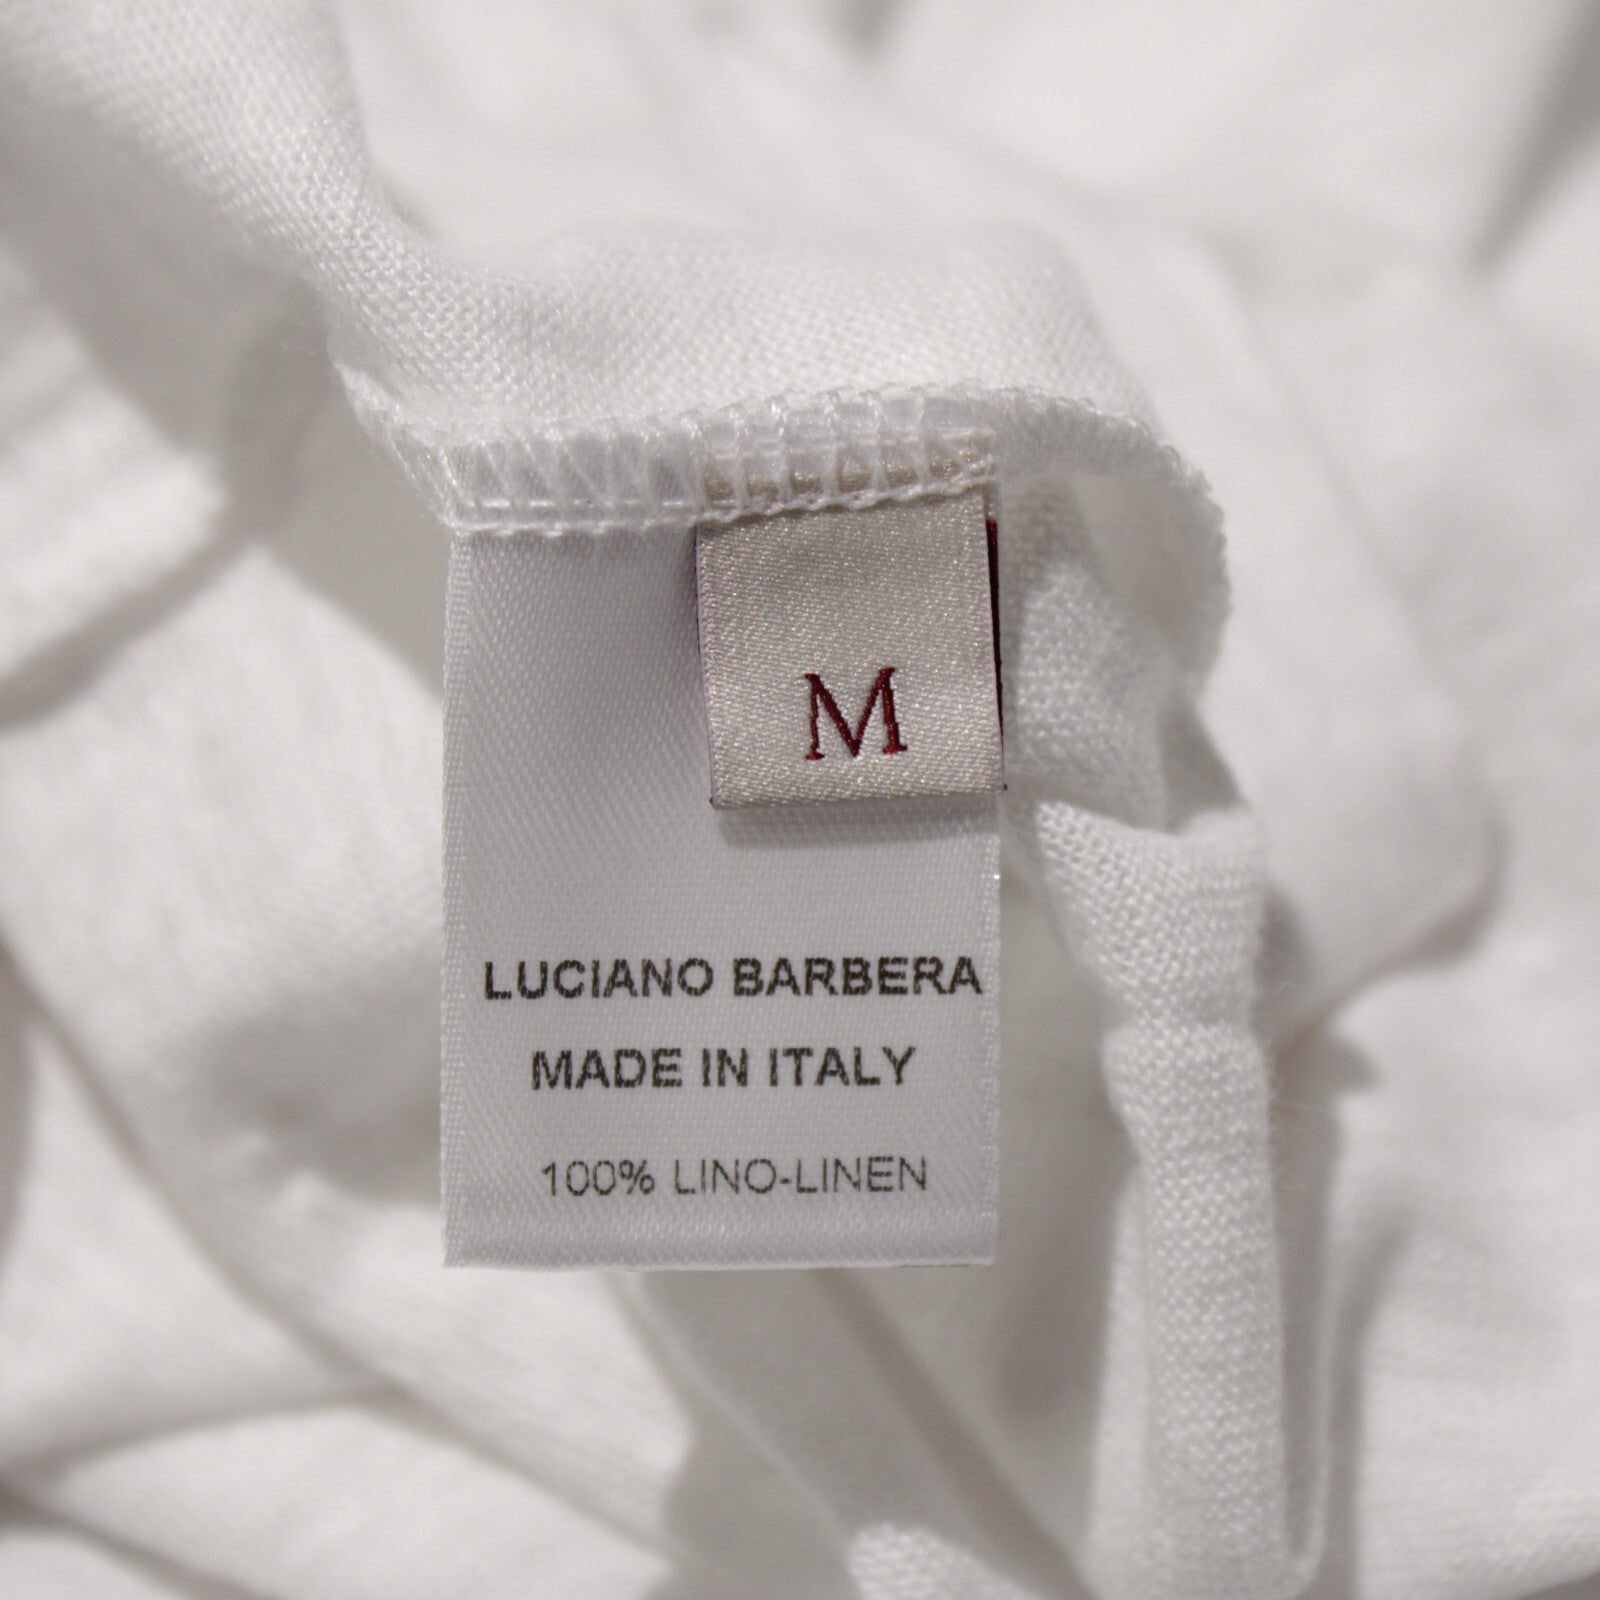 M
LUCIANO BARBERA
MADE IN ITALY
100% LINO-LINEN